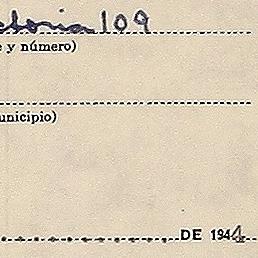 ctoria 109
e y número)
unicipio)
DE 1944